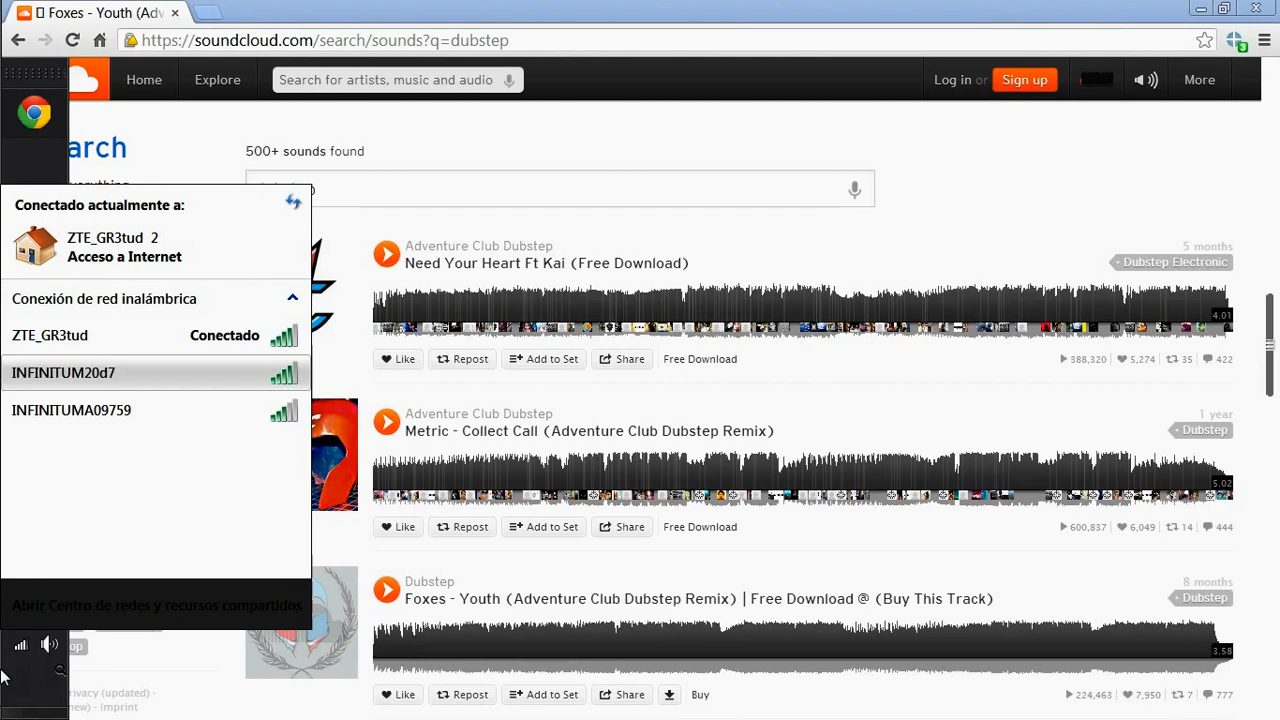 Foxes - Youth (Adv
https://soundcloud.com/search/sounds?q=dubstep
3
Home
Explore
Search for artists, music and audio
Log in or
Sign up
More
arch
500+ sounds found
Conectado actualmente a:
ZTE_GR3tud 2
Acceso a Internet
Conexión de red inalámbrica
ZTE_GR3tud Conectado
INFINITUM20d7
INFINITUMA09759
Abrir Centro de redes y recursos compartidos
Adventure Club Dubstep
5 months
Need Your Heart Ft Kai (Free Download)
Dubstep Electronic
4.01
Like Repost Add to Set Share Free Download
388,320 5,274 35 422
Adventure Club Dubstep
1 year
Metric - Collect Call (Adventure Club Dubstep Remix)
Dubstep
5.02
Like Repost Add to Set Share Free Download
600,837 6,049 14 444
Dubstep
8 months
Foxes - Youth (Adventure Club Dubstep Remix) | Free Download @ (Buy This Track)
Dubstep
3.58
Like Repost Add to Set Share Buy
224,463 7,950 7 777
op
rivacy (updated) -
new) - Imprint